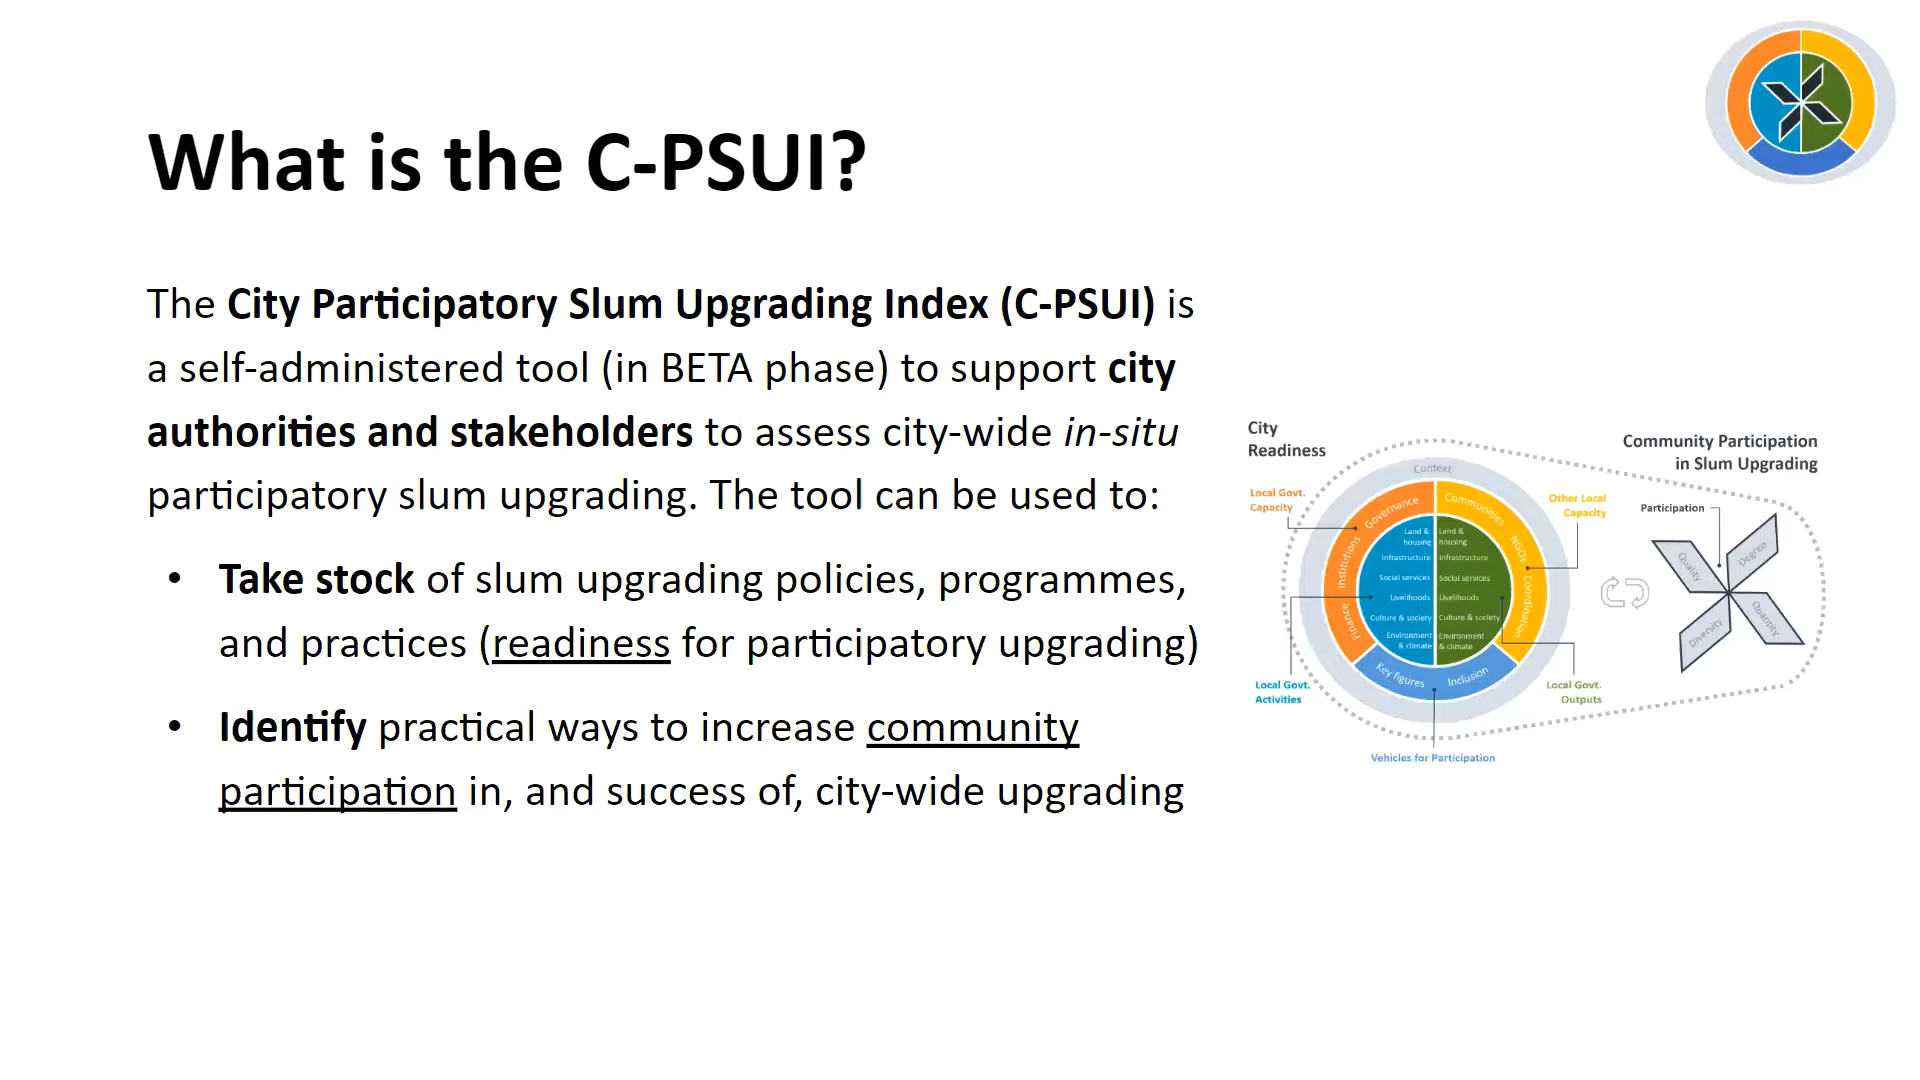 What is the C-PSUI?
The City Participatory Slum Upgrading Index (C-PSUI) is
a self-administered tool (in BETA phase) to support city
authorities and stakeholders to assess city-wide in-situ
participatory slum upgrading. The tool can be used to:
• Take stock of slum upgrading policies, programmes,
and practices (readiness for participatory upgrading)
• Identify practical ways to increase community
participation in, and success of, city-wide upgrading
City
Readiness
Community Participation
in Slum Upgrading
Context
Local Govt.
Capacity
Other Local
Capacity
Participation
Governance
Institutions
Finance
Communities
NGOs
Coordination
Key figures
Inclusion
Land &
housing
Infrastructure
Social services
Livelihoods
Culture & society
Environment
& climate
Land &
housing
Infrastructure
Social services
Livelihoods
Culture & society
Environment
& climate
Quality
Degree
Diversity
Quantity
Local Govt.
Activities
Local Govt.
Outputs
Vehicles for Participation